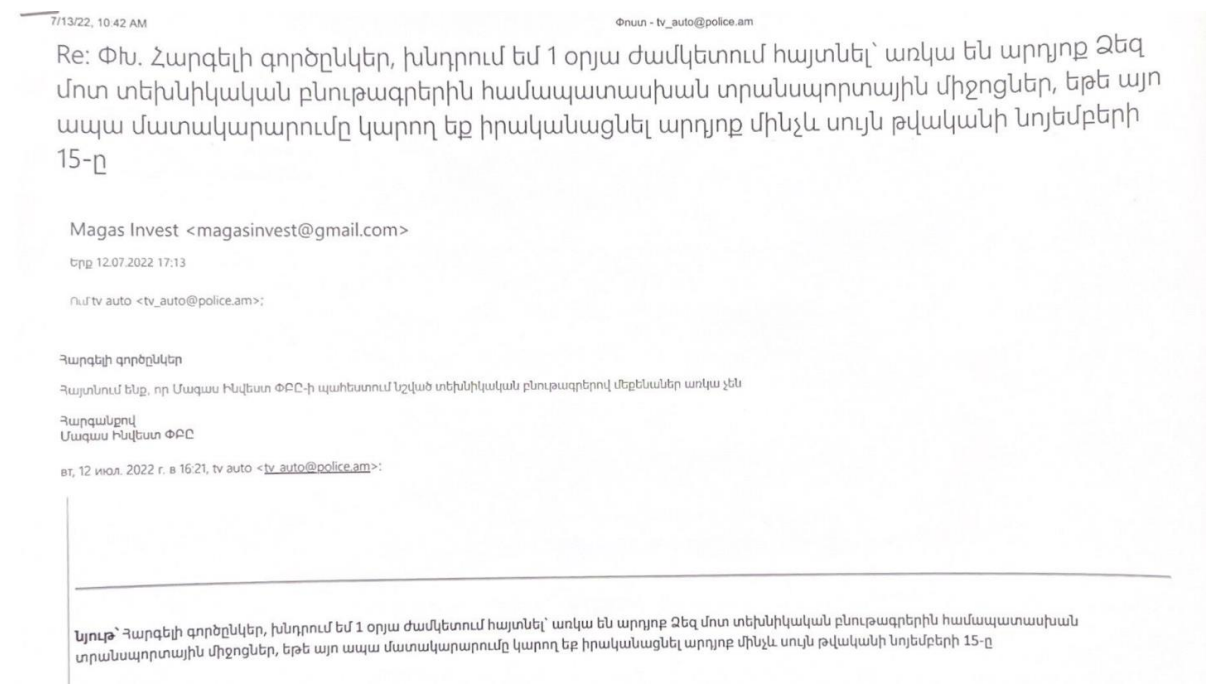 7/13/22, 10:42 AM Փոստ - tv_auto@police.am
Re: Փխ. Հարգելի գործընկեր, խնդրում եմ 1 օրյա ժամկետում հայտնել՝ առկա են արդյոք Ձեզ
մոտ տեխնիկական բնութագրերին համապատասխան տրանսպորտային միջոցներ, եթե այո
ապա մատակարարումը կարող եք իրականացնել արդյոք մինչև սույն թվականի նոյեմբերի
15-ը
Magas Invest <magasinvest@gmail.com>
Երք 12.07.2022 17:13
Ում tv auto <tv_auto@police.am>;
Հարգելի գործընկեր
Հայտնում ենք, որ Մագաս Ինվեստ ՓԲԸ-ի պահեստում նշված տեխնիկական բնութագրերով մեքենաներ առկա չեն
Հարգանքով
Մագաս Ինվեստ ՓԲԸ
вт, 12 июл. 2022 г. в 16:21, tv auto <tv_auto@police.am>:
Նյութ՝ Հարգելի գործընկեր, խնդրում եմ 1 օրյա ժամկետում հայտնել՝ առկա են արդյոք Ձեզ մոտ տեխնիկական բնութագրերին համապատասխան
տրանսպորտային միջոցներ, եթե այո ապա մատակարարումը կարող եք իրականացնել արդյոք մինչև սույն թվականի նոյեմբերի 15-ը